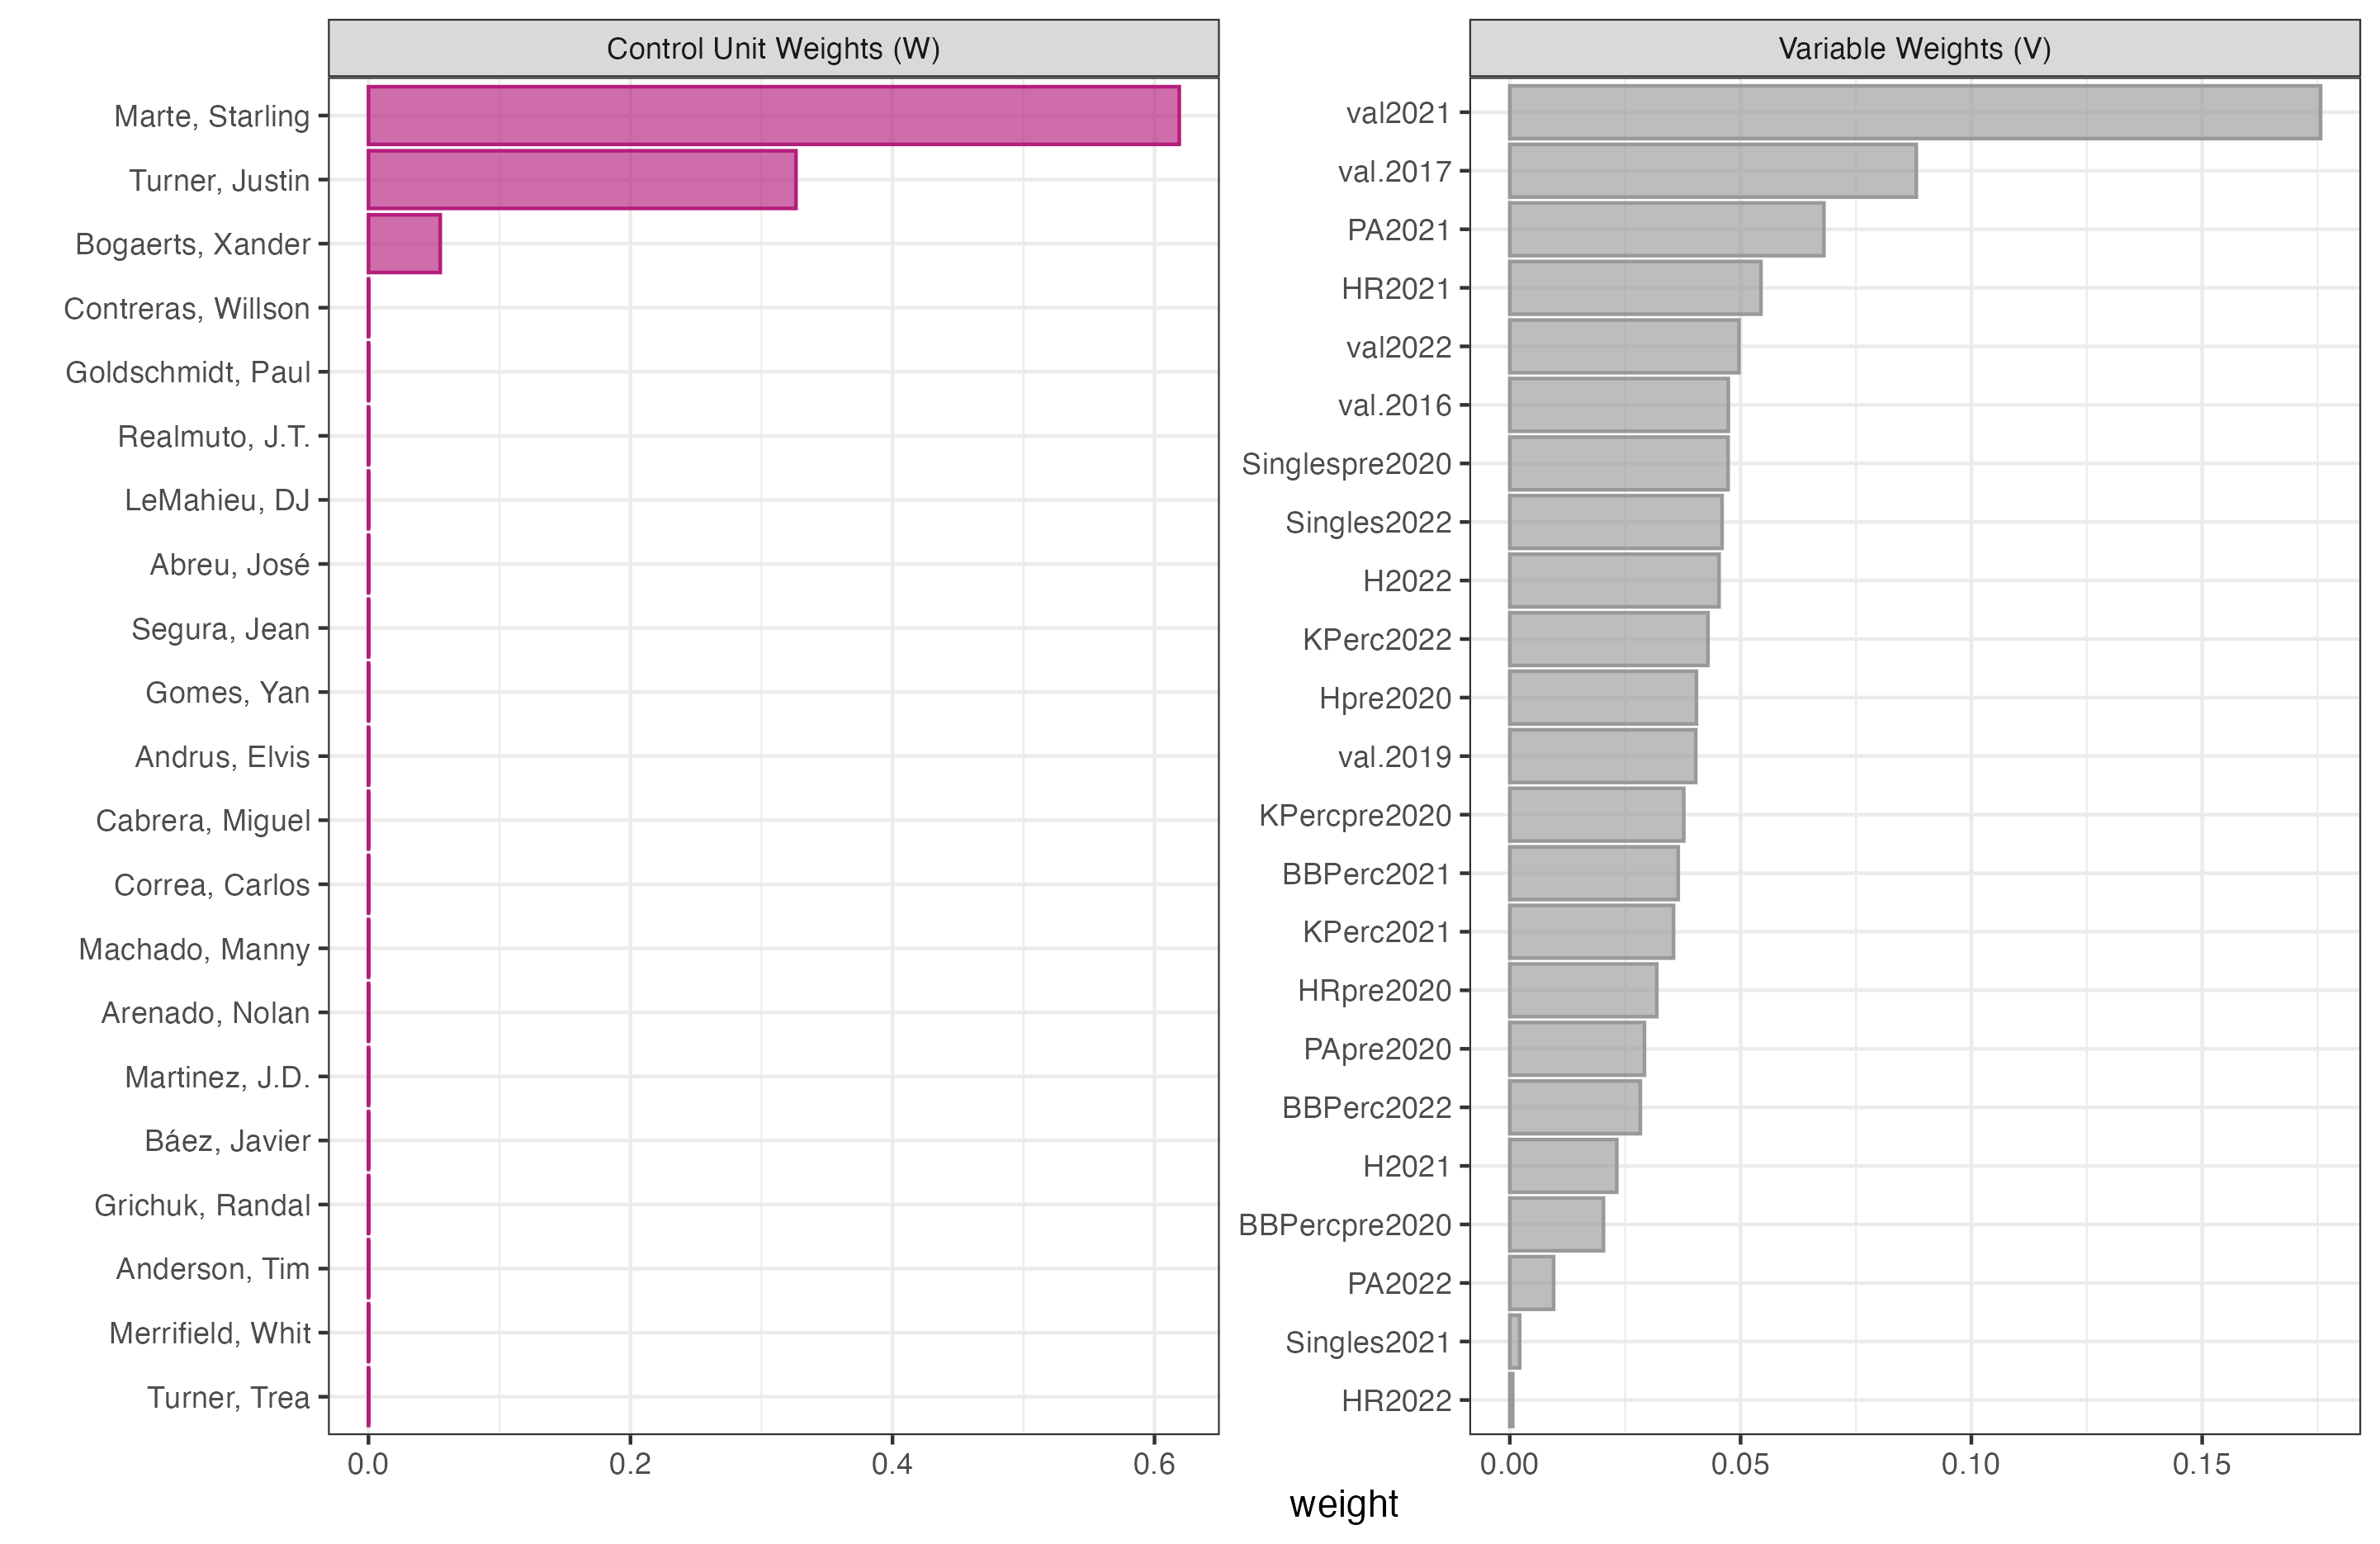 Control Unit Weights (W)
Marte, Starling
Turner, Justin
Bogaerts, Xander
Contreras, Willson
Goldschmidt, Paul
Realmuto, J.T.
LeMahieu, DJ
Abreu, José
Segura, Jean
Gomes, Yan
Andrus, Elvis
Cabrera, Miguel
Correa, Carlos
Machado, Manny
Arenado, Nolan
Martinez, J.D.
Báez, Javier
Grichuk, Randal
Anderson, Tim
Merrifield, Whit
Turner, Trea
0.0 0.2 0.4 0.6
Variable Weights (V)
val2021
val.2017
PA2021
HR2021
val2022
val.2016
Singlespre2020
Singles2022
H2022
KPerc2022
Hpre2020
val.2019
KPercpre2020
BBPerc2021
KPerc2021
HRpre2020
PApre2020
BBPerc2022
H2021
BBPercpre2020
PA2022
Singles2021
HR2022
0.00 0.05 0.10 0.15
weight